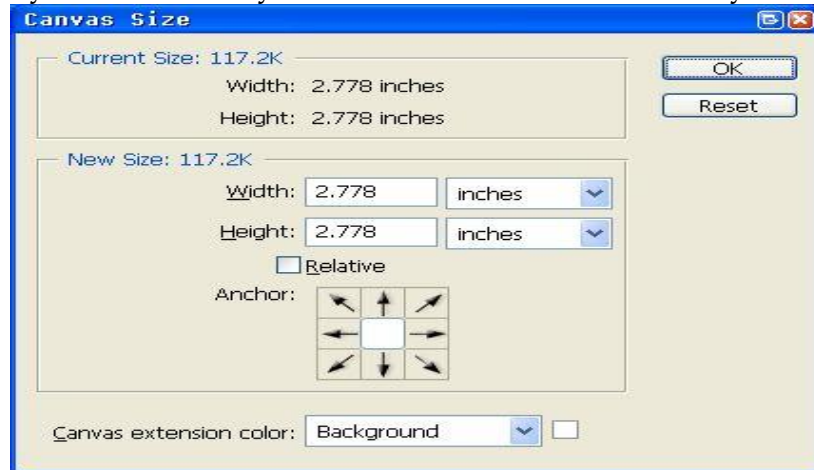 Canvas Size
Current Size: 117.2K
OK
Width: 2.778 inches
Reset
Height: 2.778 inches
New Size: 117.2K
Width: 2.778 inches
Height: 2.778 inches
Relative
Anchor:
Canvas extension color: Background